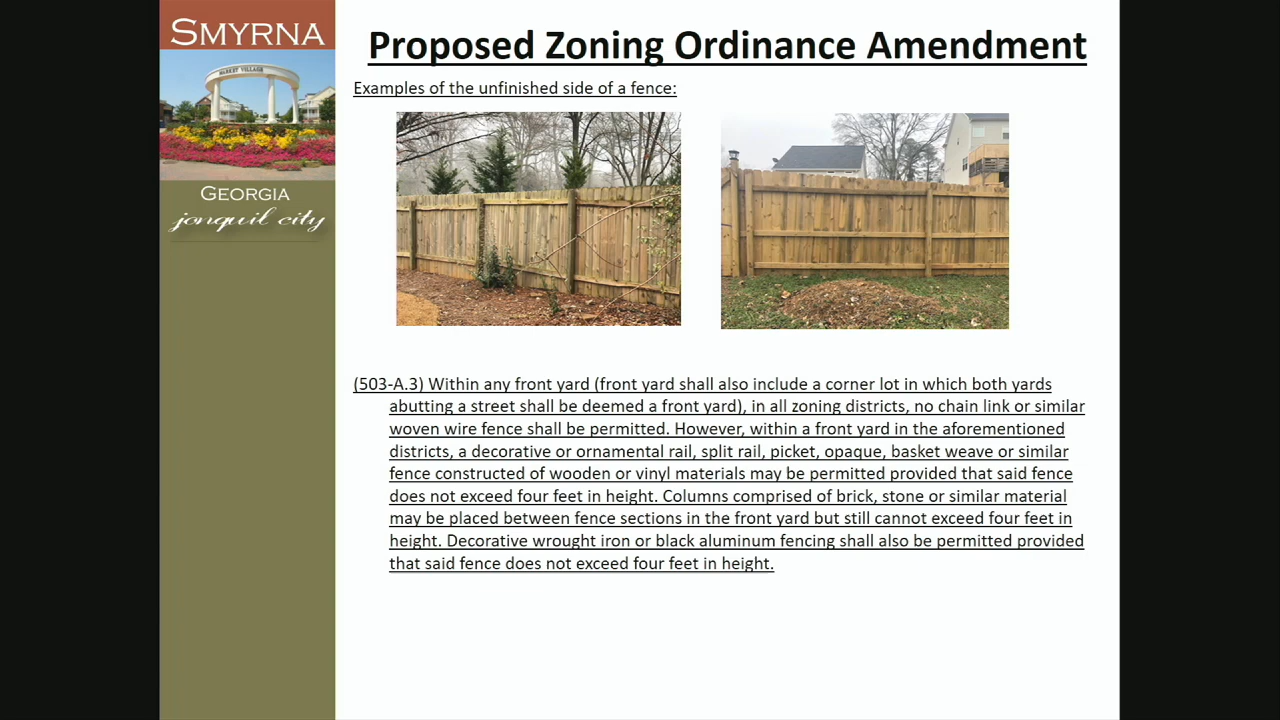 SMYRNA
MARKET VILLAGE
GEORGIA
jonquil city
Proposed Zoning Ordinance Amendment
Examples of the unfinished side of a fence:
(503-A.3) Within any front yard (front yard shall also include a corner lot in which both yards
abutting a street shall be deemed a front yard), in all zoning districts, no chain link or similar
woven wire fence shall be permitted. However, within a front yard in the aforementioned
districts, a decorative or ornamental rail, split rail, picket, opaque, basket weave or similar
fence constructed of wooden or vinyl materials may be permitted provided that said fence
does not exceed four feet in height. Columns comprised of brick, stone or similar material
may be placed between fence sections in the front yard but still cannot exceed four feet in
height. Decorative wrought iron or black aluminum fencing shall also be permitted provided
that said fence does not exceed four feet in height.